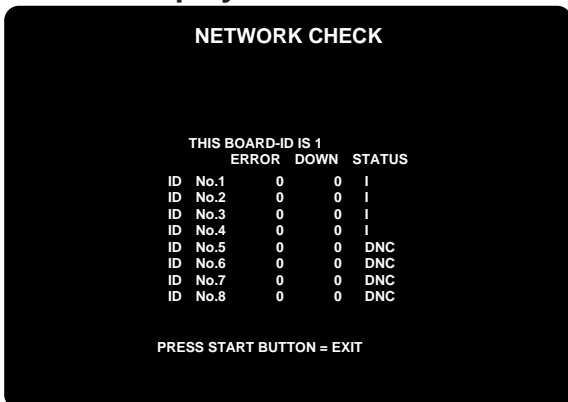 NETWORK CHECK
THIS BOARD-ID IS 1
ERROR DOWN STATUS
ID No.1 0 0 I
ID No.2 0 0 I
ID No.3 0 0 I
ID No.4 0 0 I
ID No.5 0 0 DNC
ID No.6 0 0 DNC
ID No.7 0 0 DNC
ID No.8 0 0 DNC
PRESS START BUTTON = EXIT